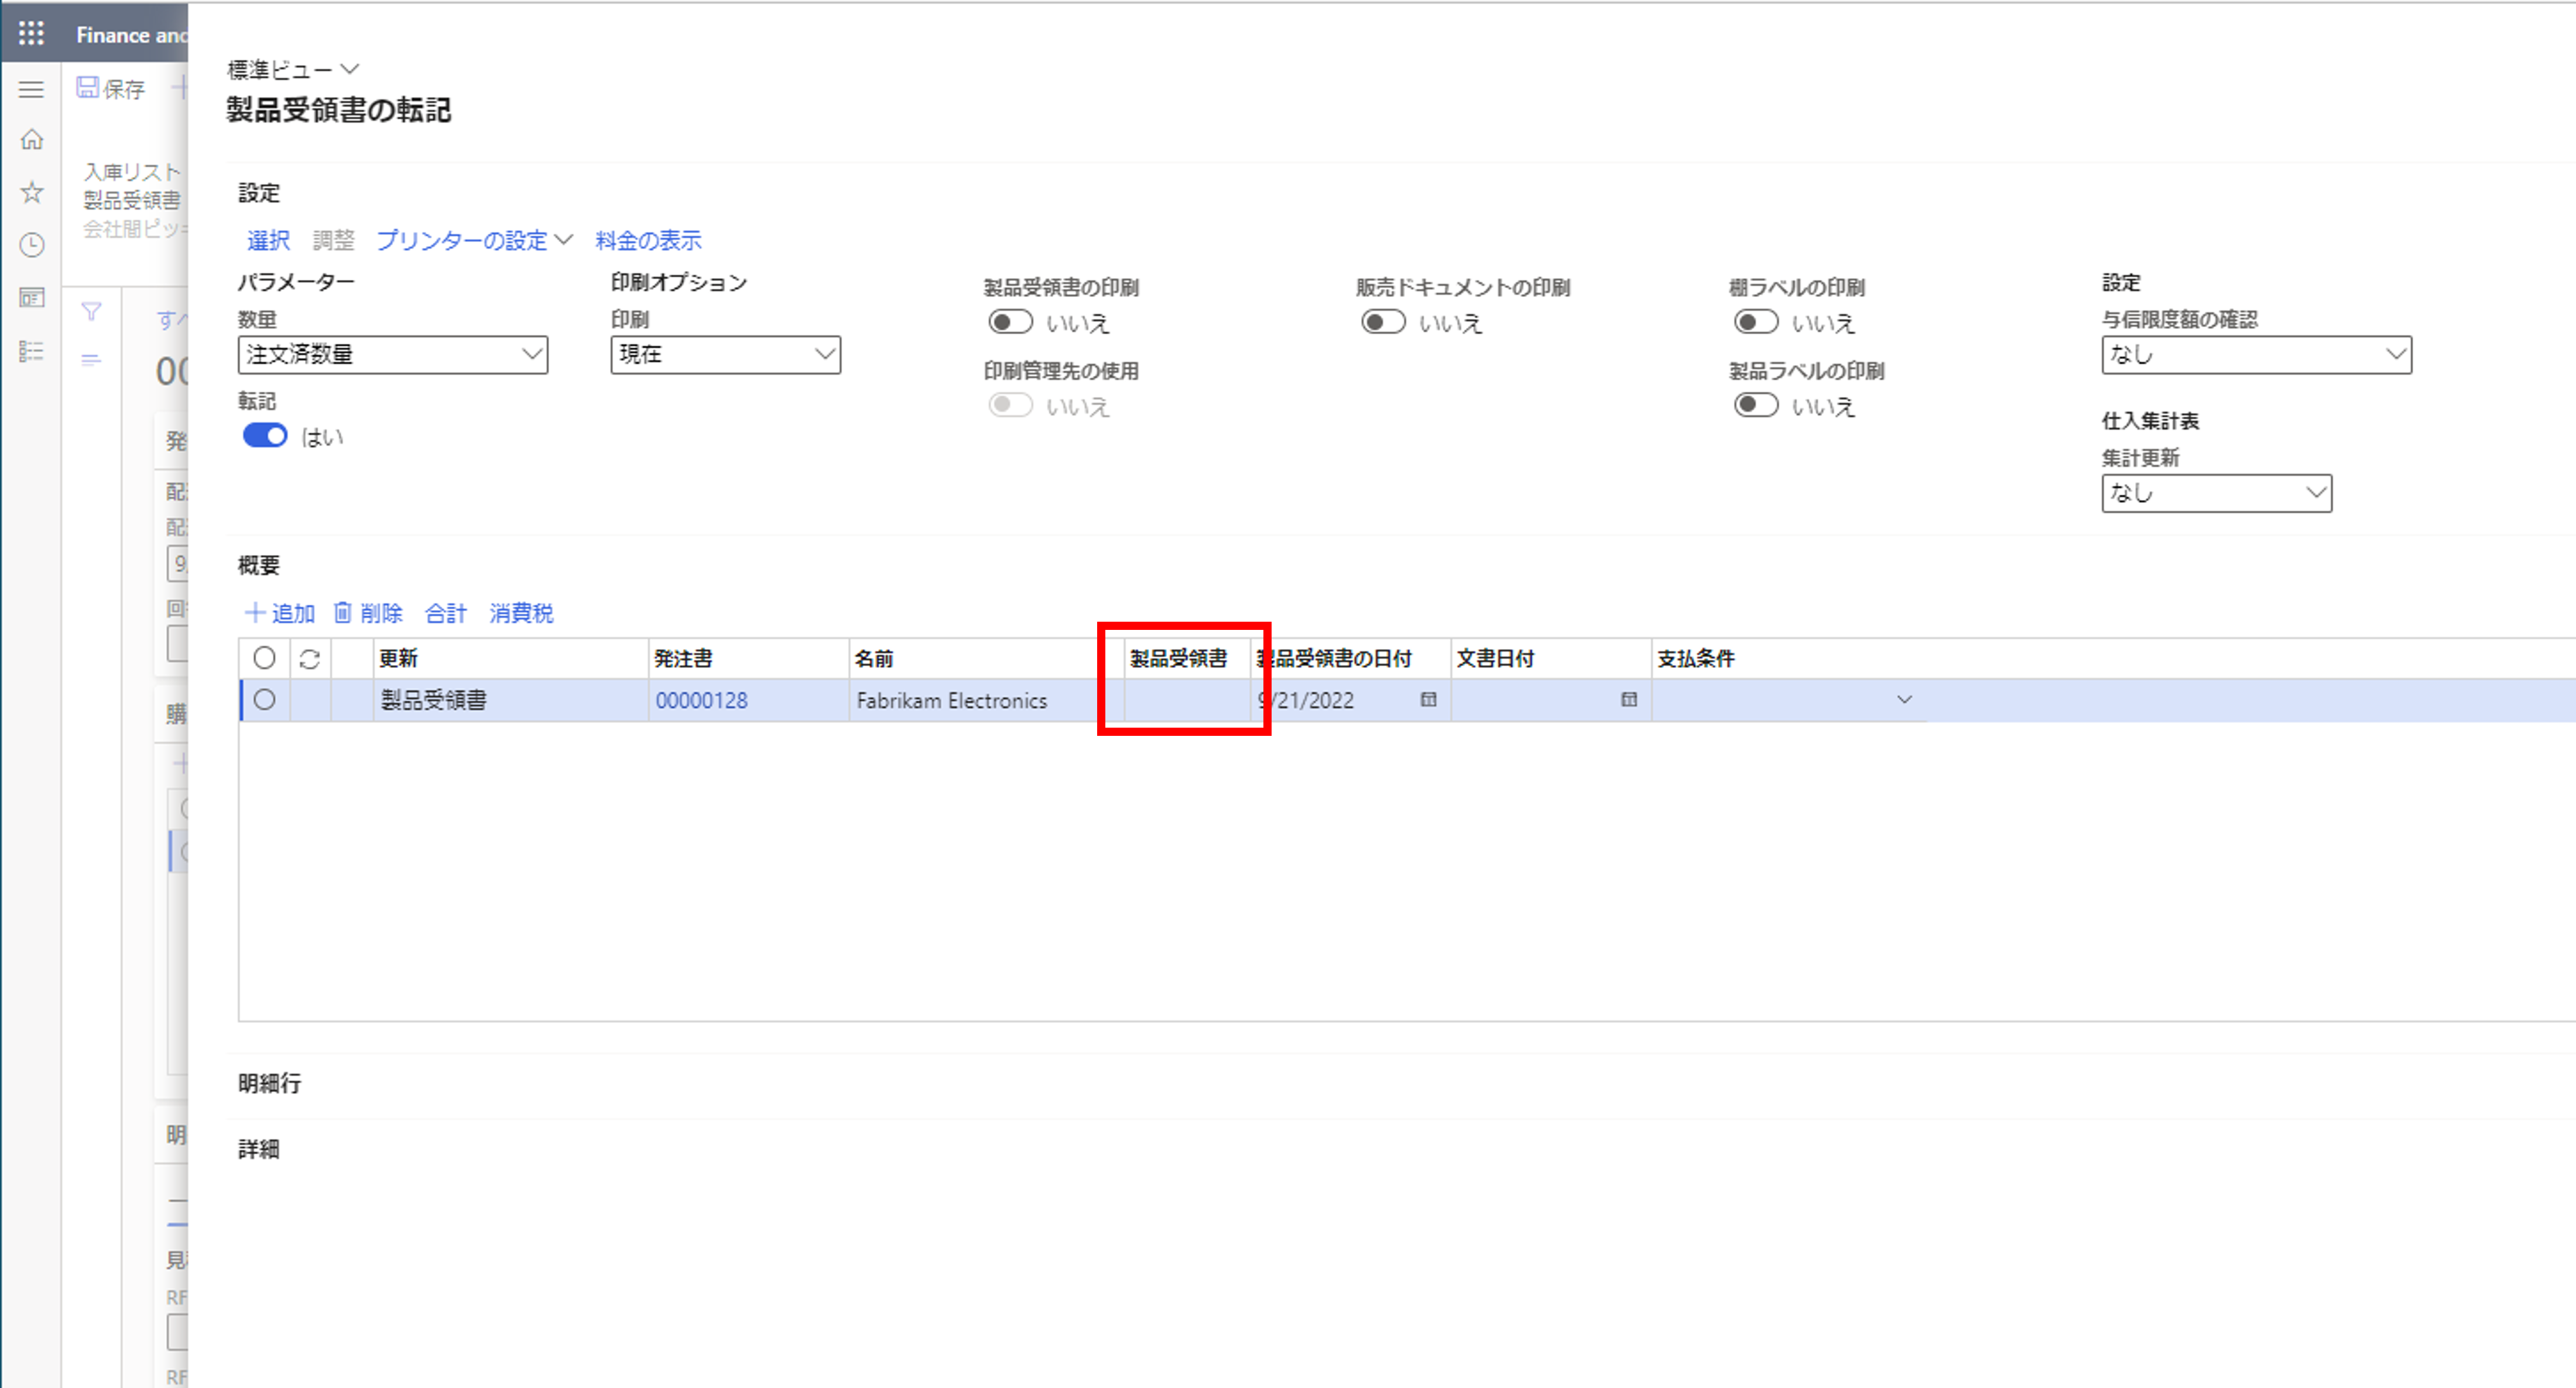 Finance and
保存
入庫リスト
製品受領書
会社間ピッキ
標準ビュー
製品受領書の転記
設定
選択 調整 プリンターの設定 料金の表示
パラメーター
数量
注文済数量
転記
はい
印刷オプション
印刷
現在
製品受領書の印刷
いいえ
印刷管理先の使用
いいえ
販売ドキュメントの印刷
いいえ
棚ラベルの印刷
いいえ
製品ラベルの印刷
いいえ
設定
与信限度額の確認
なし
仕入集計表
集計更新
なし
概要
追加 削除 合計 消費税
更新 発注書 名前 製品受領書 製品受領書の日付 文書日付 支払条件
製品受領書 00000128 Fabrikam Electronics 9/21/2022
明細行
詳細
すべ
00
発
配
配
9/
回
購
明
見
RF
RF